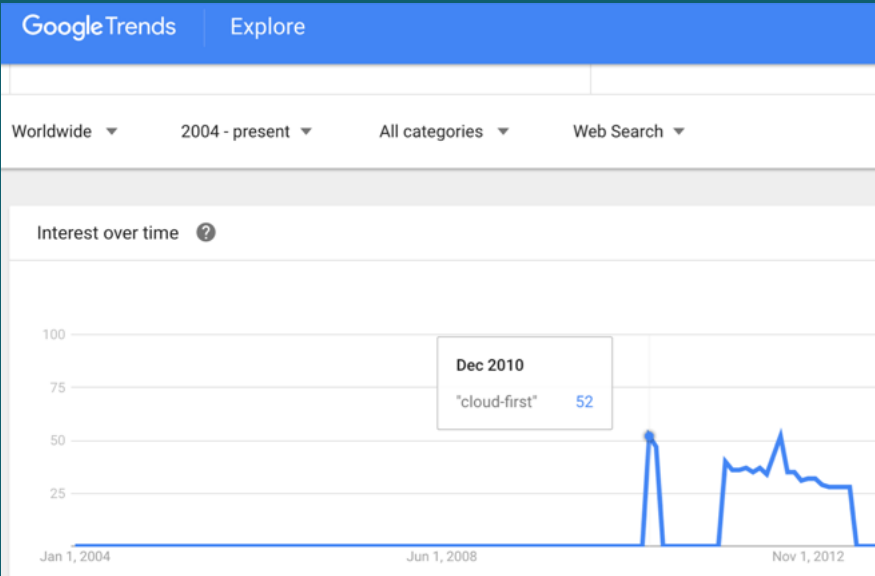 Google Trends Explore
Worldwide 2004 - present All categories Web Search
Interest over time ?
100
Dec 2010
75
"cloud-first" 52
50
25
Jan 1, 2004 Jun 1, 2008 Nov 1, 2012